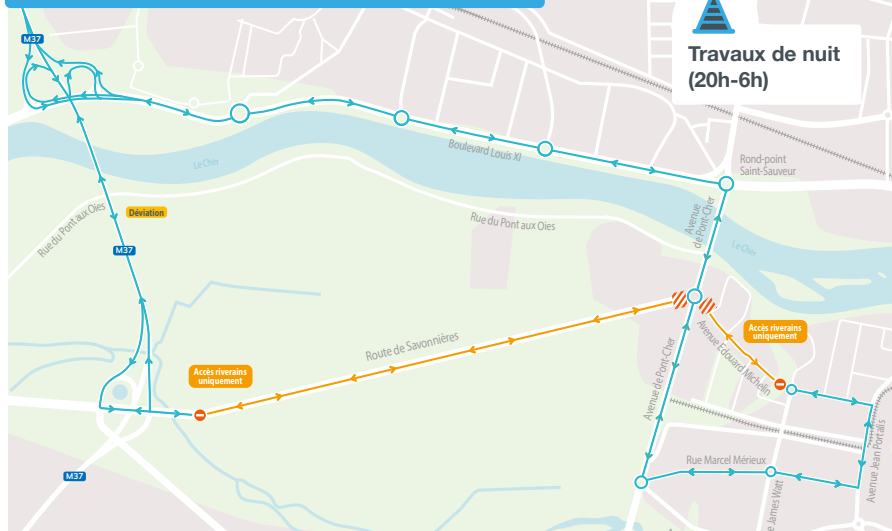 M37
Travaux de nuit
(20h-6h)
Boulevard Louis XI
Le Cher
Rond-point
Saint-Sauveur
Avenue
de Pont-Cher
Rue du Pont aux Oies
Déviation
Rue du Pont aux Oies
Le Cher
M37
Accès riverains
uniquement
Route de Savonnières
Accès riverains
uniquement
Avenue Edouard Michelin
Avenue de Pont-Cher
Avenue Jean Portalis
Rue Marcel Mérieux
James Watt
M37